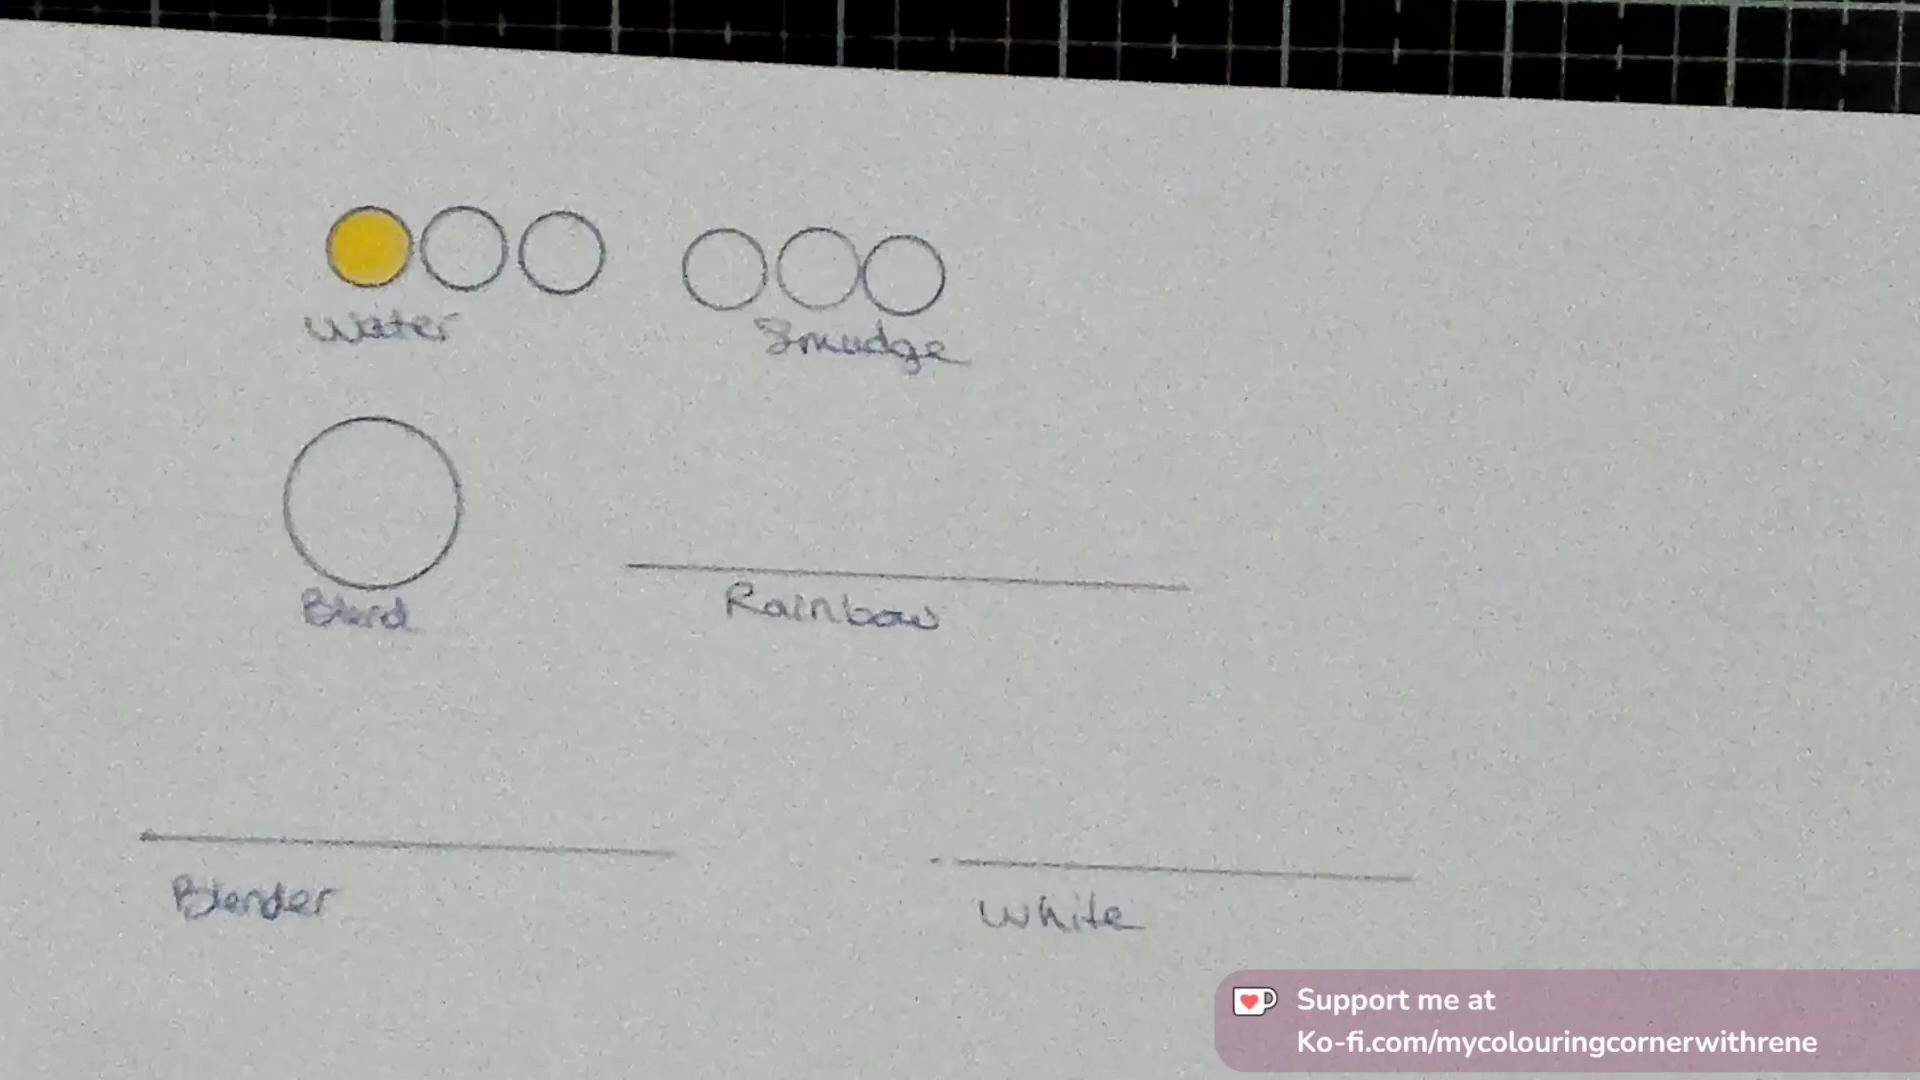 Water
Smudge
Blend
Rainbow
Blender
White
Support me at
Ko-fi.com/mycolouringcornerwithrene